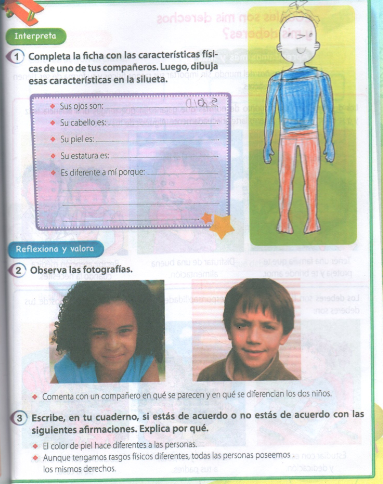 Interpreta
1 Completa la ficha con las características físi-
cas de uno de tus compañeros. Luego, dibuja
esas características en la silueta.
Sus ojos son:
Su cabello es:
Su piel es:
Su estatura es:
Es diferente a mí porque:
Reflexiona y valora
2 Observa las fotografías.
Comenta con un compañero en qué se parecen y en qué se diferencian los dos niños.
3 Escribe, en tu cuaderno, si estás de acuerdo o no estás de acuerdo con las
siguientes afirmaciones. Explica por qué.
El color de piel hace diferentes a las personas.
Aunque tengamos rasgos físicos diferentes, todas las personas poseemos
los mismos derechos.